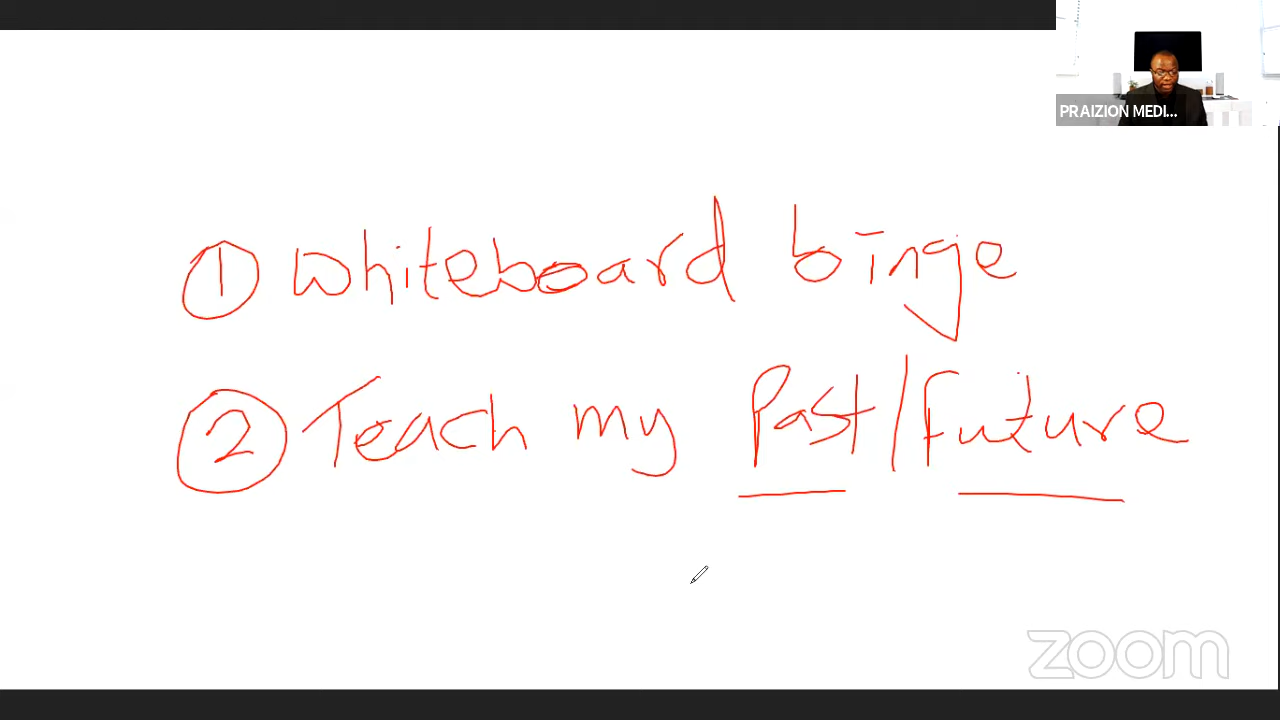 PRAIZION MEDI...
① Whiteboard binge
② Teach my Past/Future
zoom